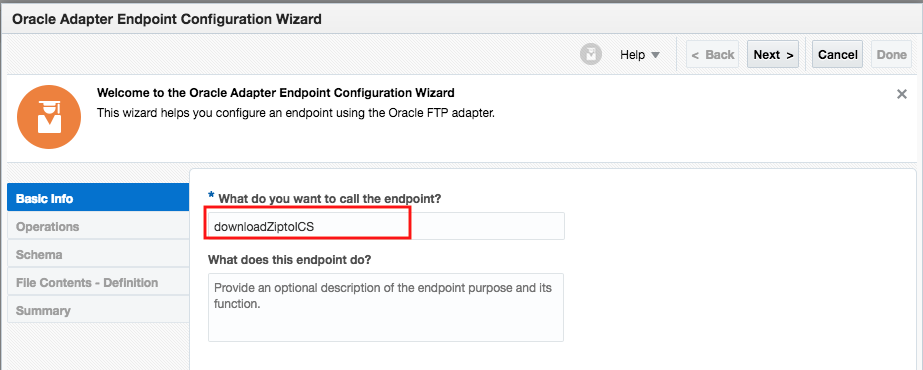 Oracle Adapter Endpoint Configuration Wizard
Help < Back Next > Cancel Done
Welcome to the Oracle Adapter Endpoint Configuration Wizard
This wizard helps you configure an endpoint using the Oracle FTP adapter.
Basic Info
Operations
Schema
File Contents - Definition
Summary
* What do you want to call the endpoint?
downloadZiptoICS
What does this endpoint do?
Provide an optional description of the endpoint purpose and its
function.